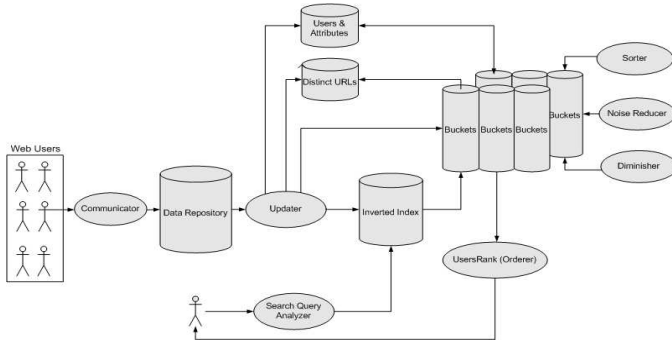 Users &
Attributes
Distinct URLs
Sorter
Buckets
Buckets
Buckets
Buckets
Noise Reducer
Diminisher
Web Users
Communicator
Data Repository
Updater
Inverted Index
UsersRank (Orderer)
Search Query
Analyzer